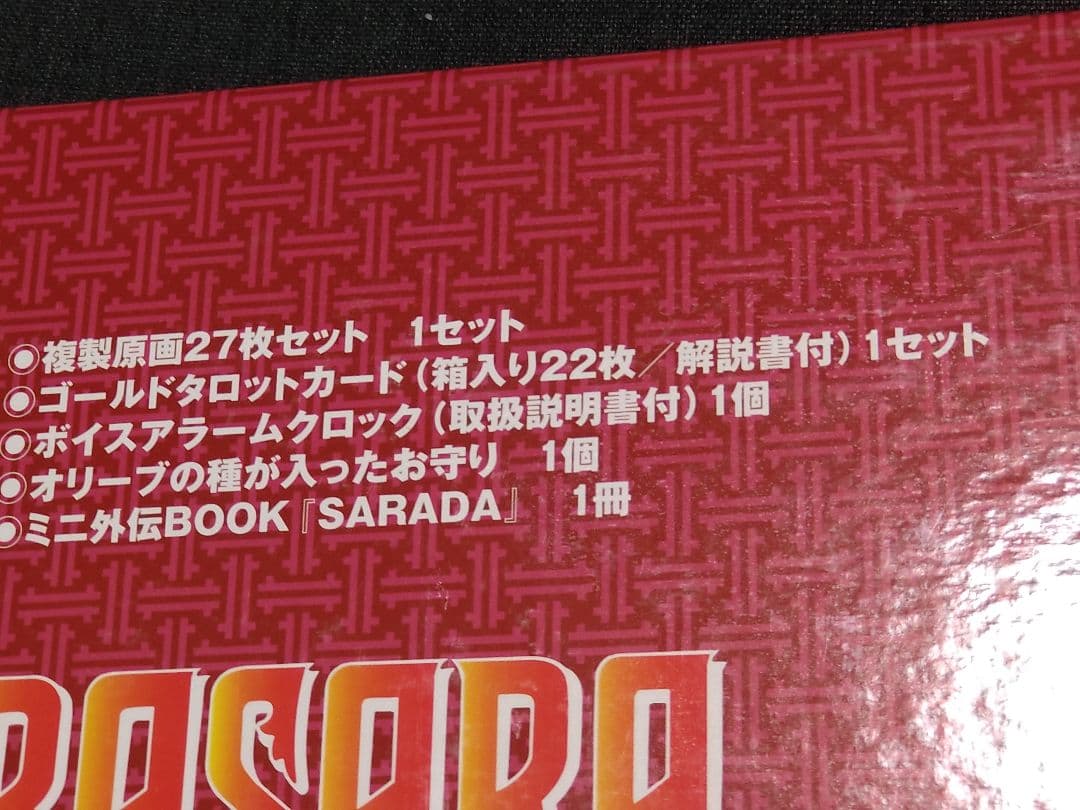 ◉複製原画27枚セット　1セット
◉ゴールドタロットカード（箱入り22枚／解説書付）1セット
◉ボイスアラームクロック（取扱説明書付）1個
◉オリーブの種が入ったお守り　1個
◉ミニ外伝BOOK『SARADA』　1冊
BASARA